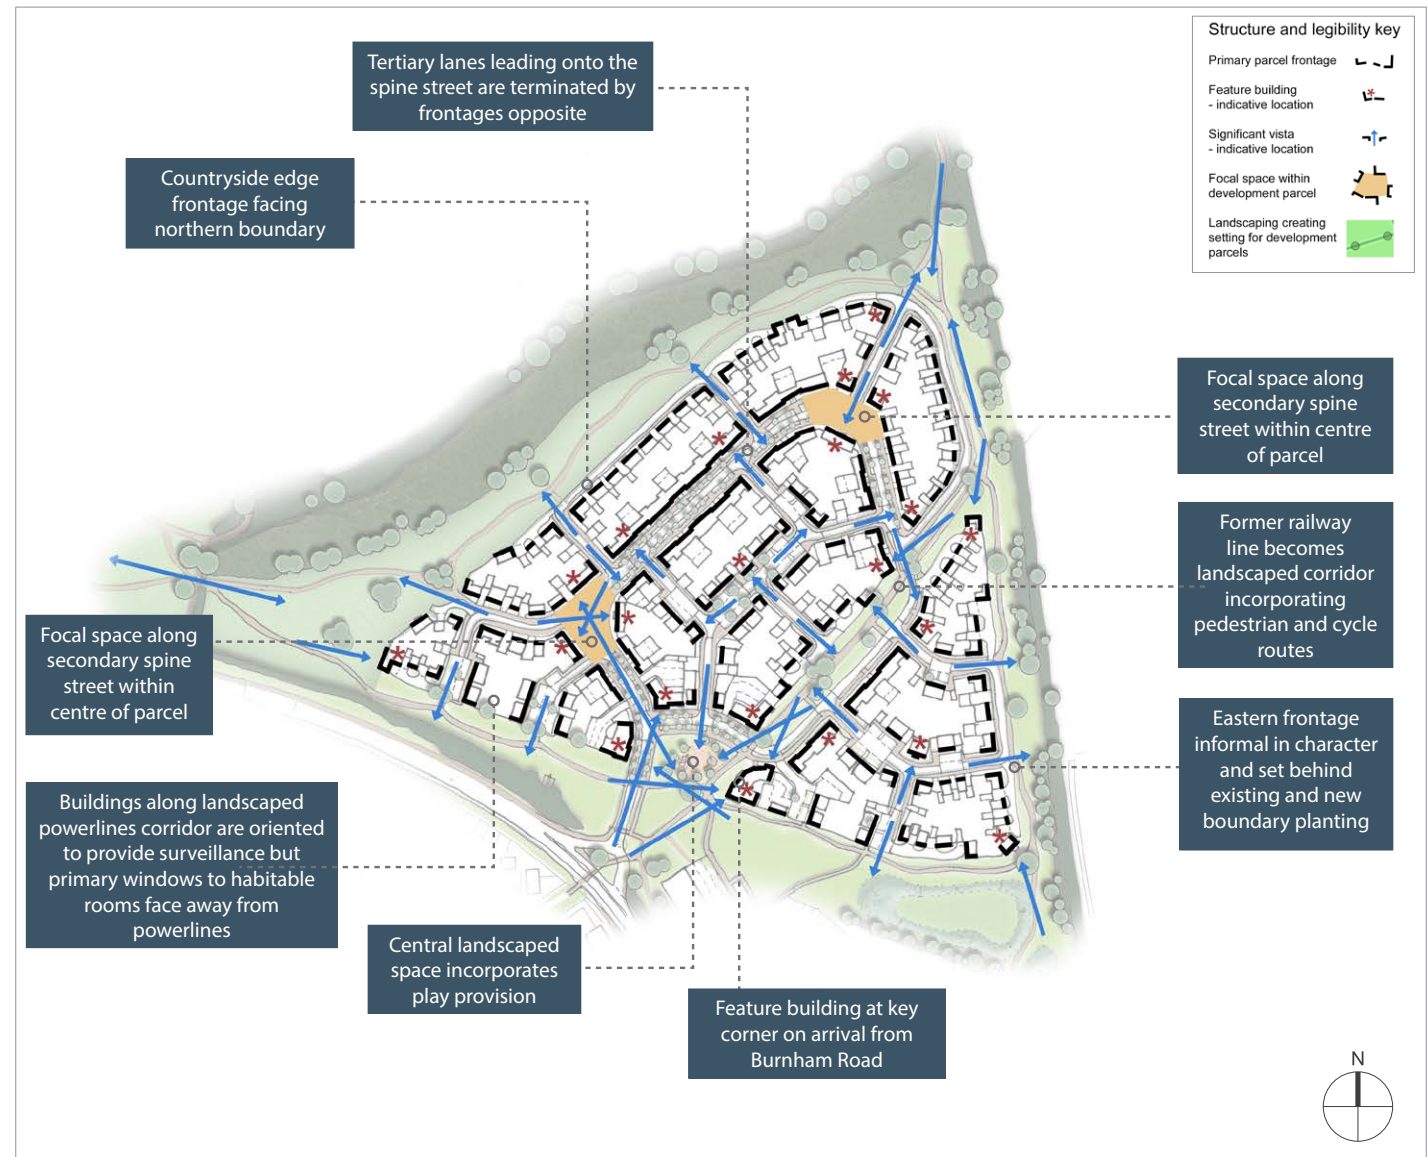 Structure and legibility key
Primary parcel frontage
Feature building
- indicative location
Significant vista
- indicative location
Focal space within
development parcel
Landscaping creating
setting for development
parcels
Tertiary lanes leading onto the
spine street are terminated by
frontages opposite
Countryside edge
frontage facing
northern boundary
Focal space along
secondary spine
street within centre
of parcel
Former railway
line becomes
landscaped corridor
incorporating
pedestrian and cycle
routes
Focal space along
secondary spine
street within
centre of parcel
Eastern frontage
informal in character
and set behind
existing and new
boundary planting
Buildings along landscaped
powerlines corridor are oriented
to provide surveillance but
primary windows to habitable
rooms face away from
powerlines
Central landscaped
space incorporates
play provision
Feature building at key
corner on arrival from
Burnham Road
N